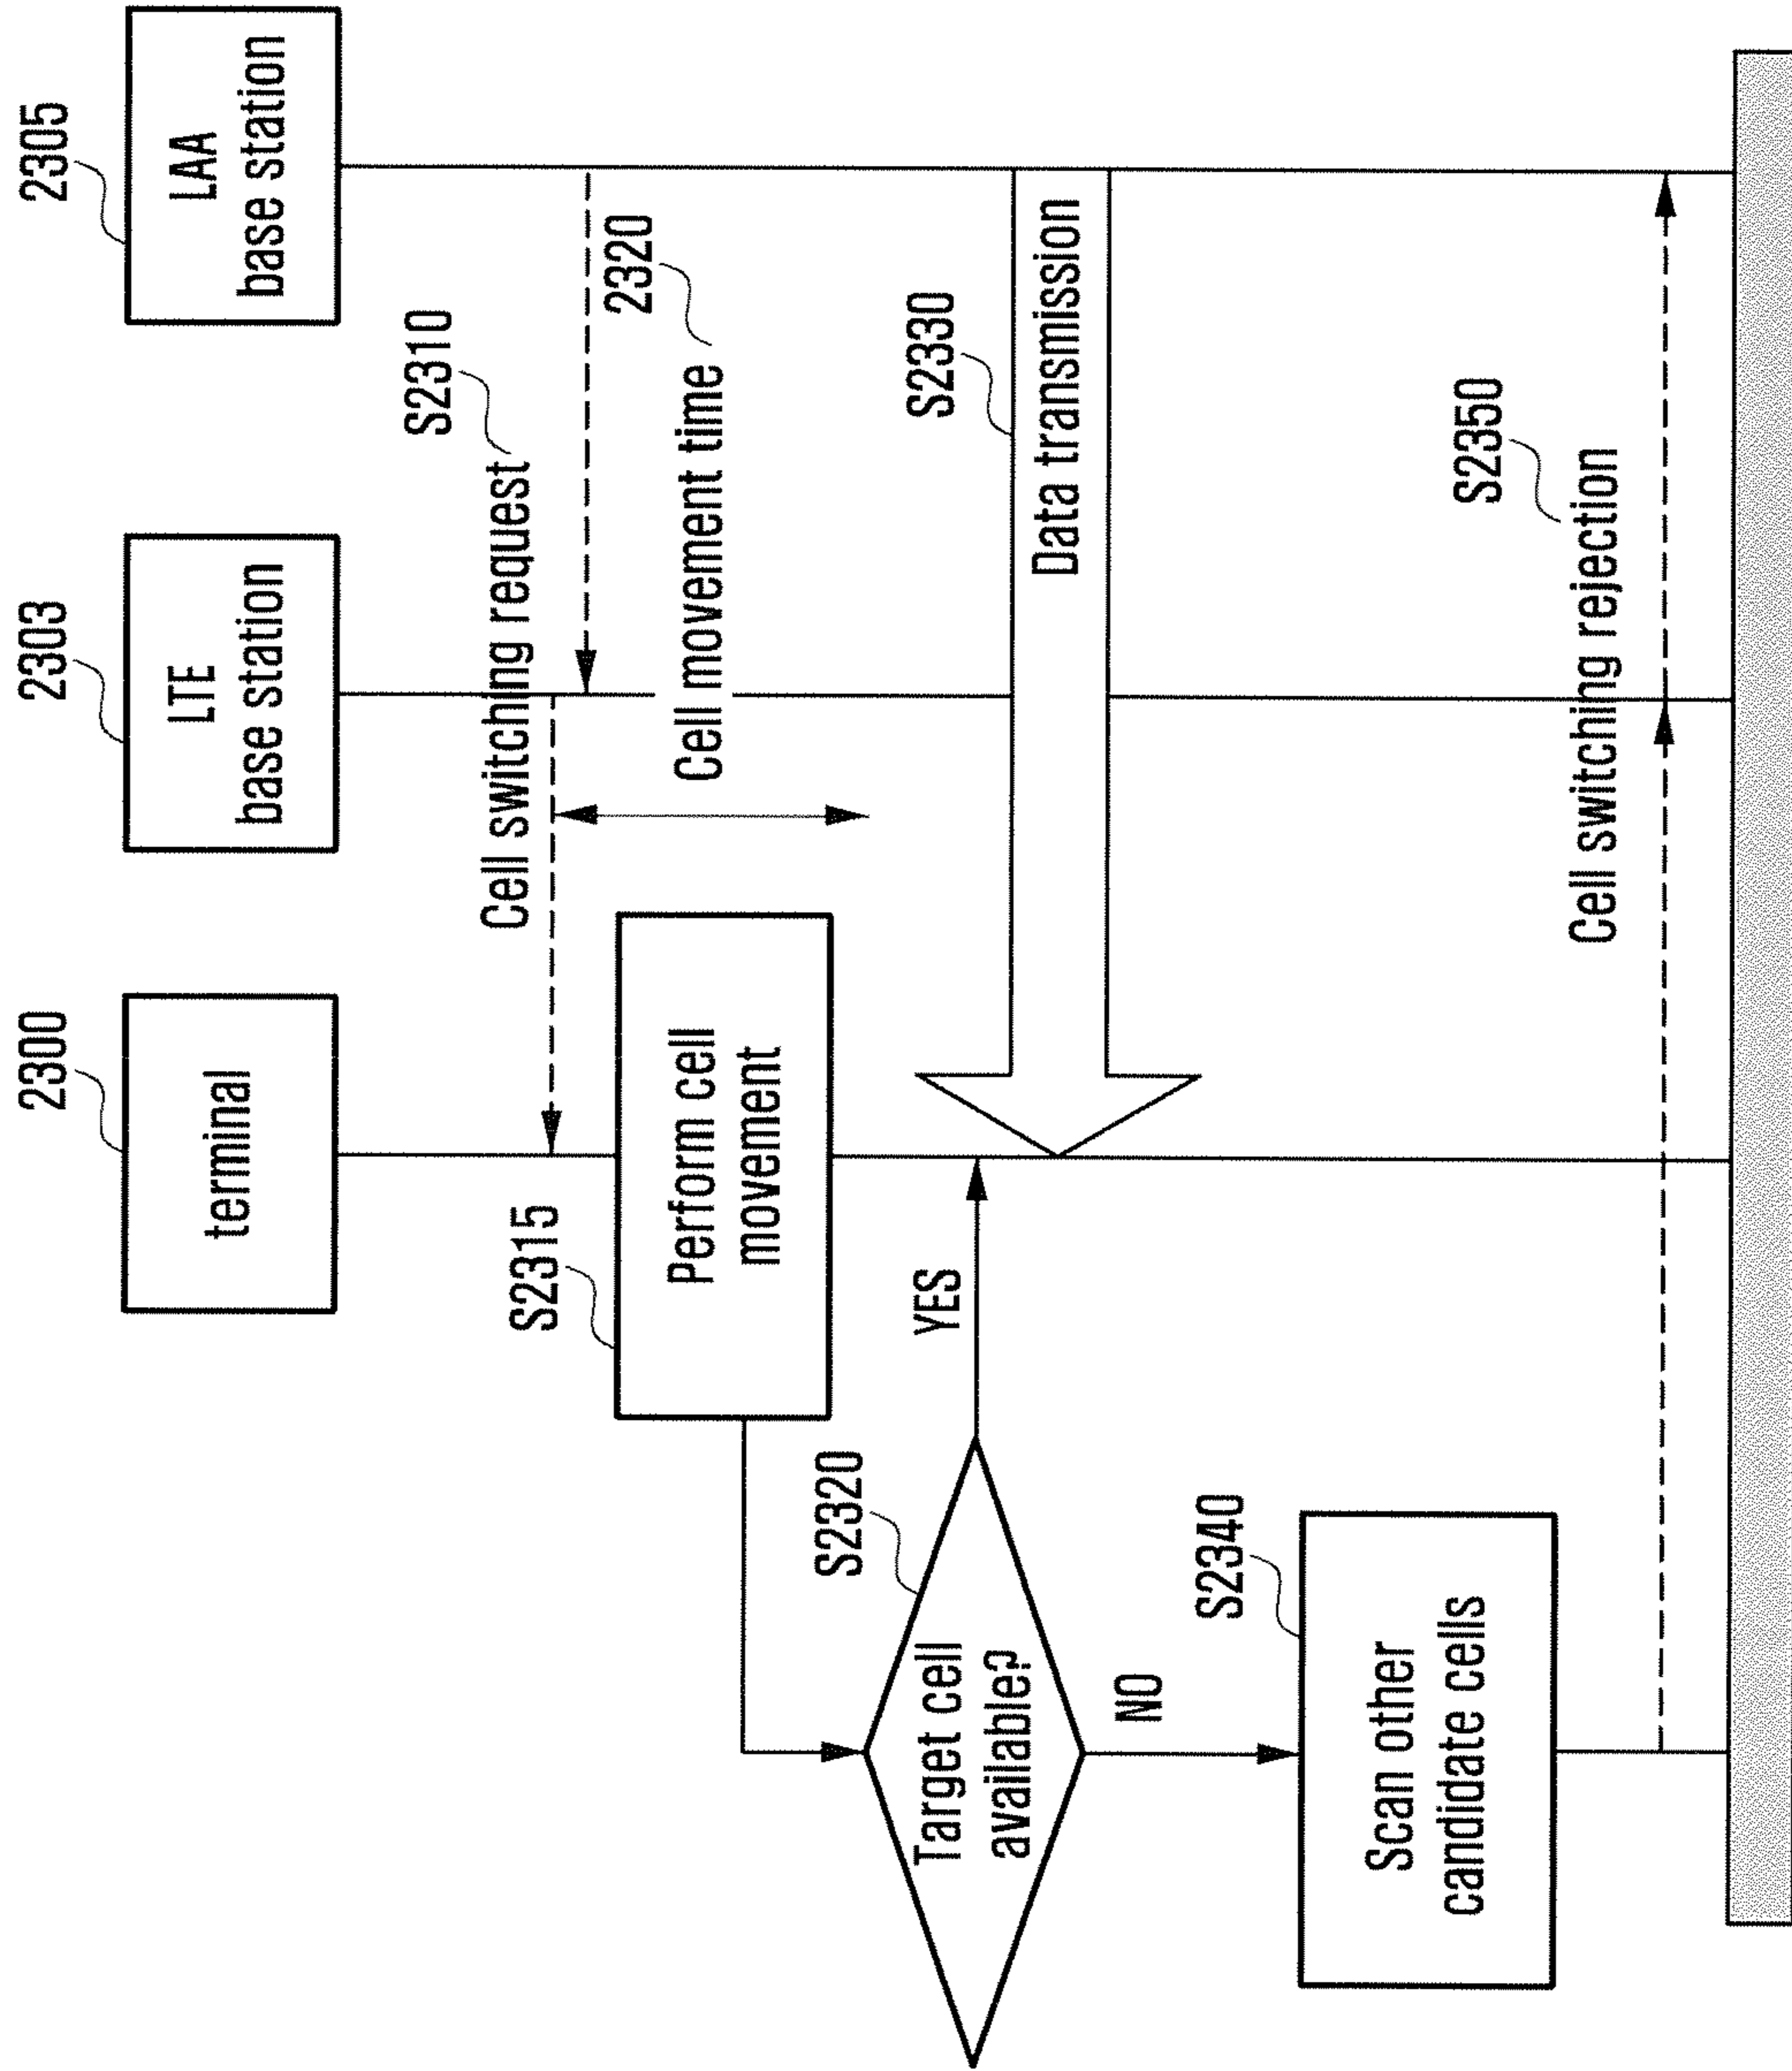 2300
2303
2305
terminal
LTE
base station
LAA
base station
S2310
Cell switching request
S2315
2320
Perform cell
movement
Cell movement time
S2320
YES
S2330
Target cell
available?
Data transmission
NO
S2340
Scan other
candidate cells
S2350
Cell switching rejection